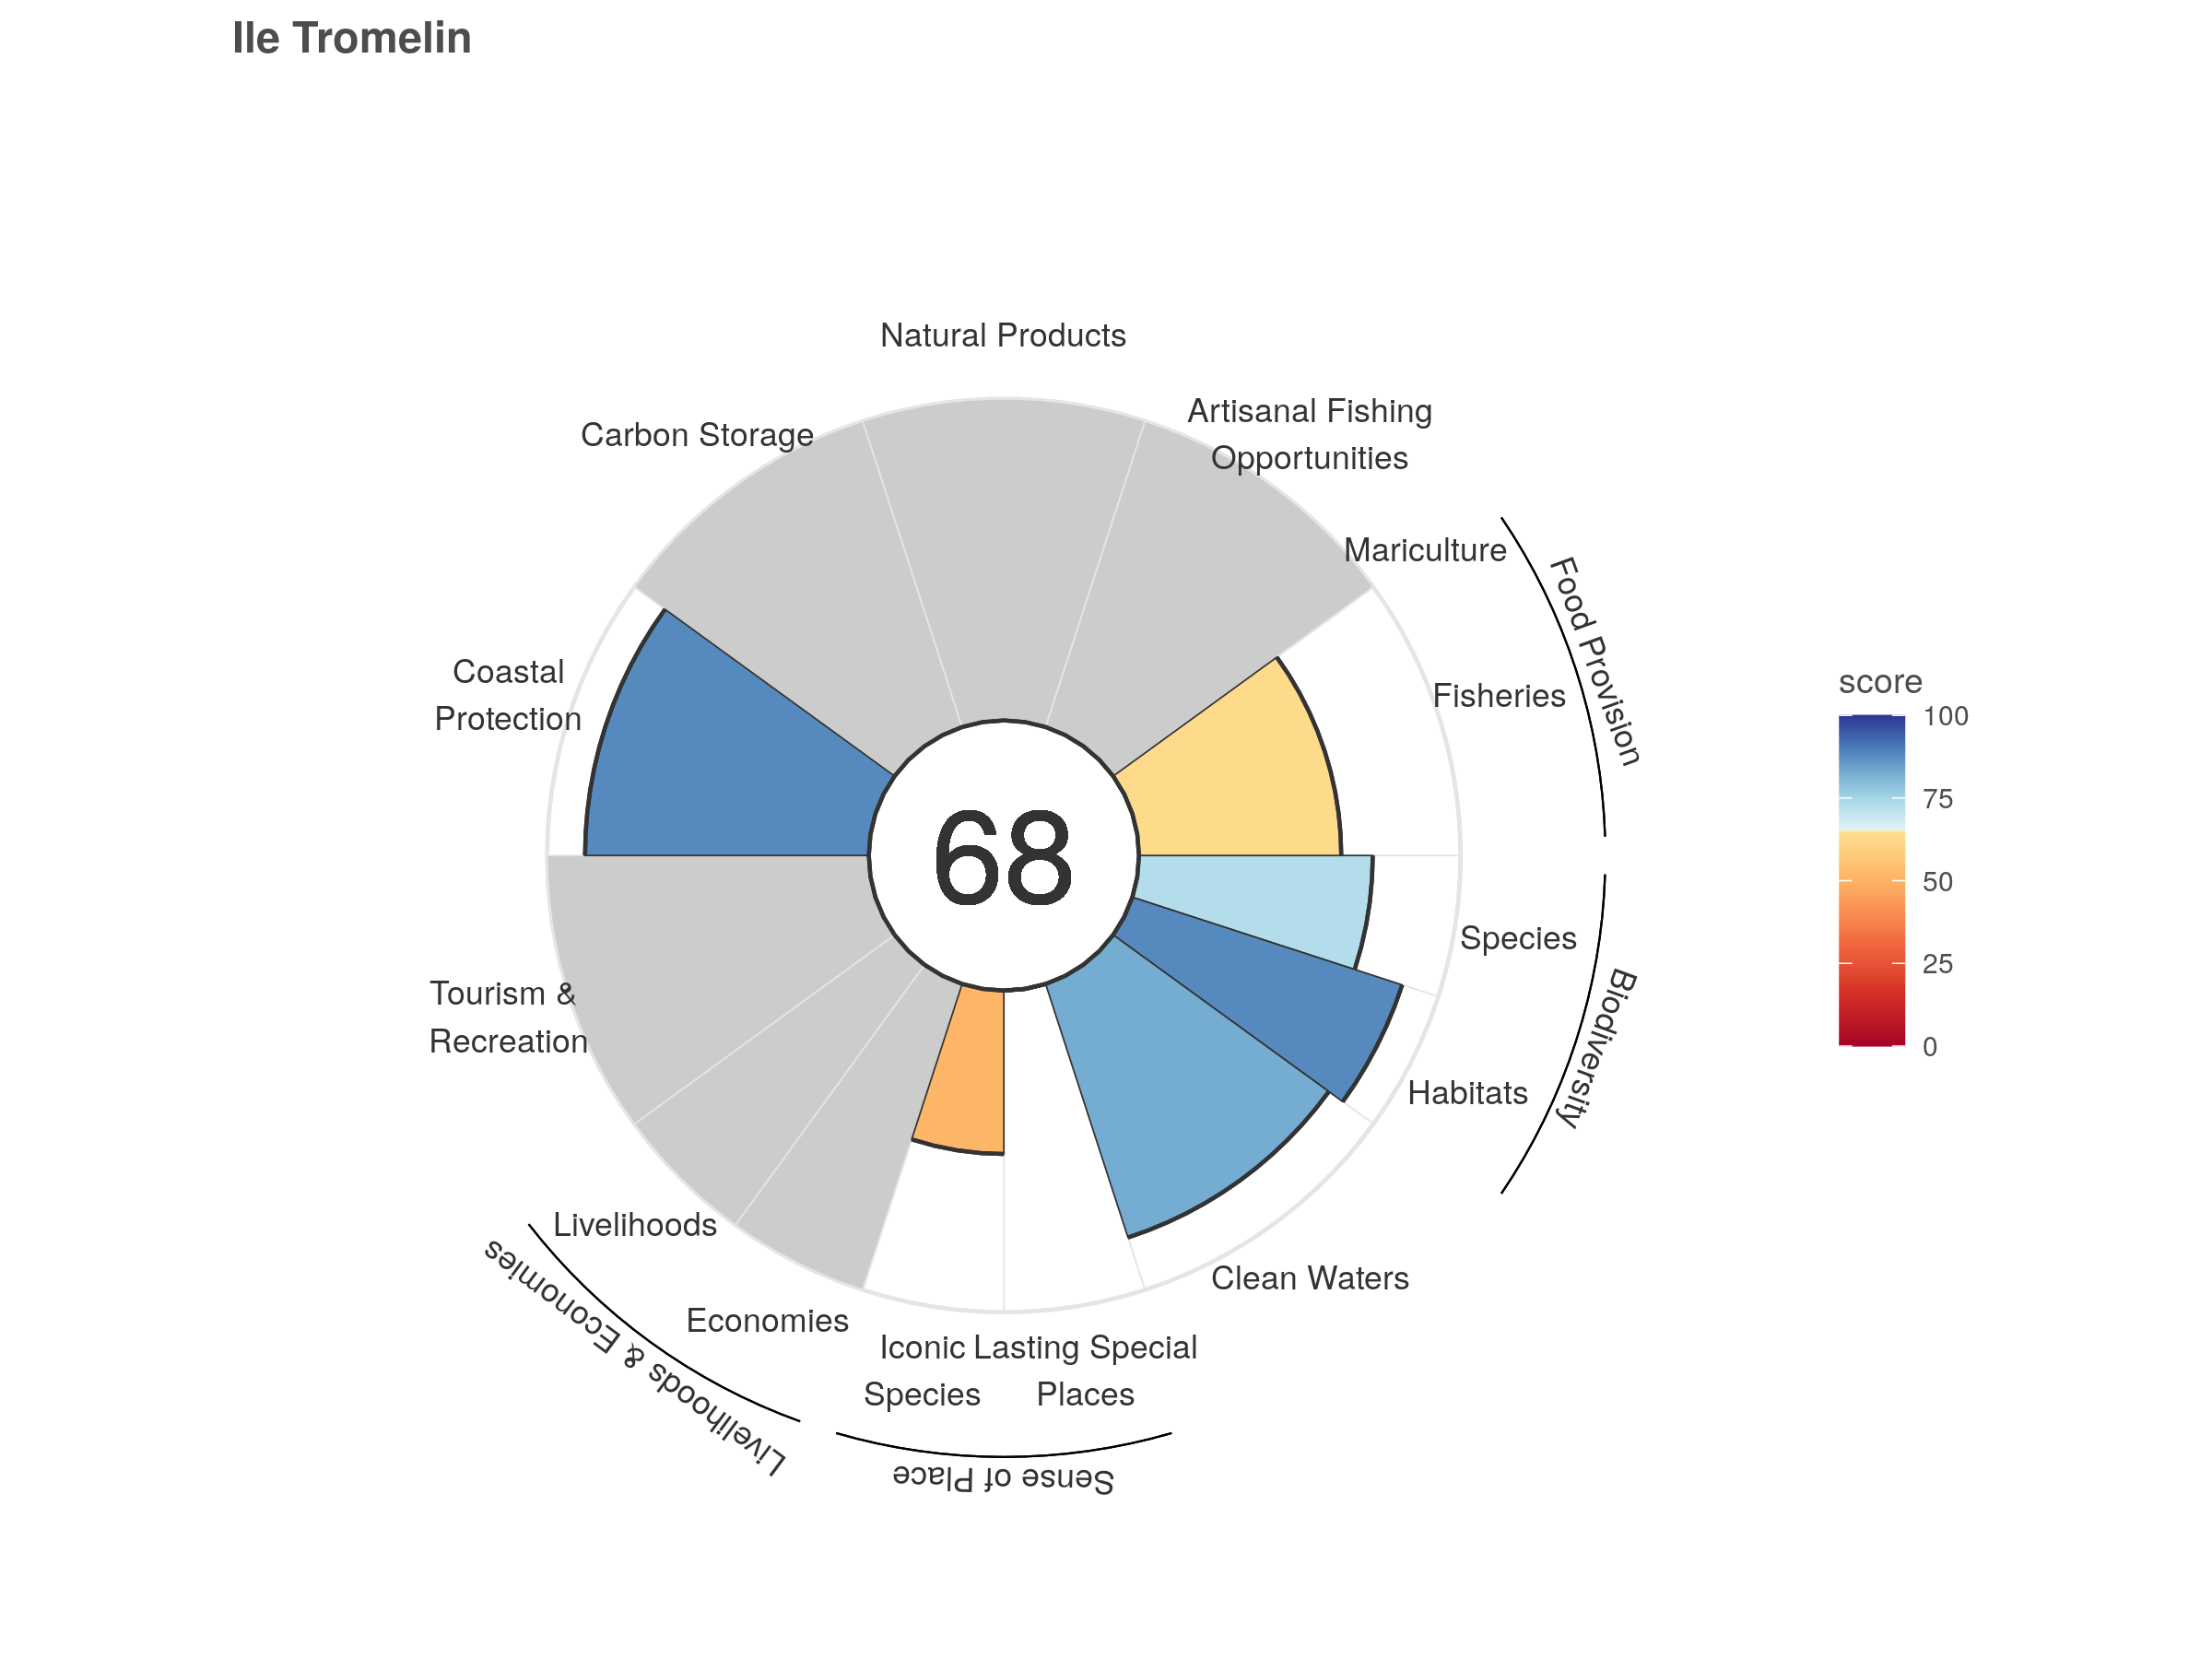 Ile Tromelin
Natural Products
Artisanal Fishing
Opportunities
Carbon Storage
Mariculture
Food Provision
Fisheries
Coastal
Protection
score
100
75
50
25
0
68
Species
Biodiversity
Habitats
Tourism &
Recreation
Livelihoods
Clean Waters
Economies
Livelihoods & Economies
Iconic
Species
Lasting Special
Places
Sense of Place